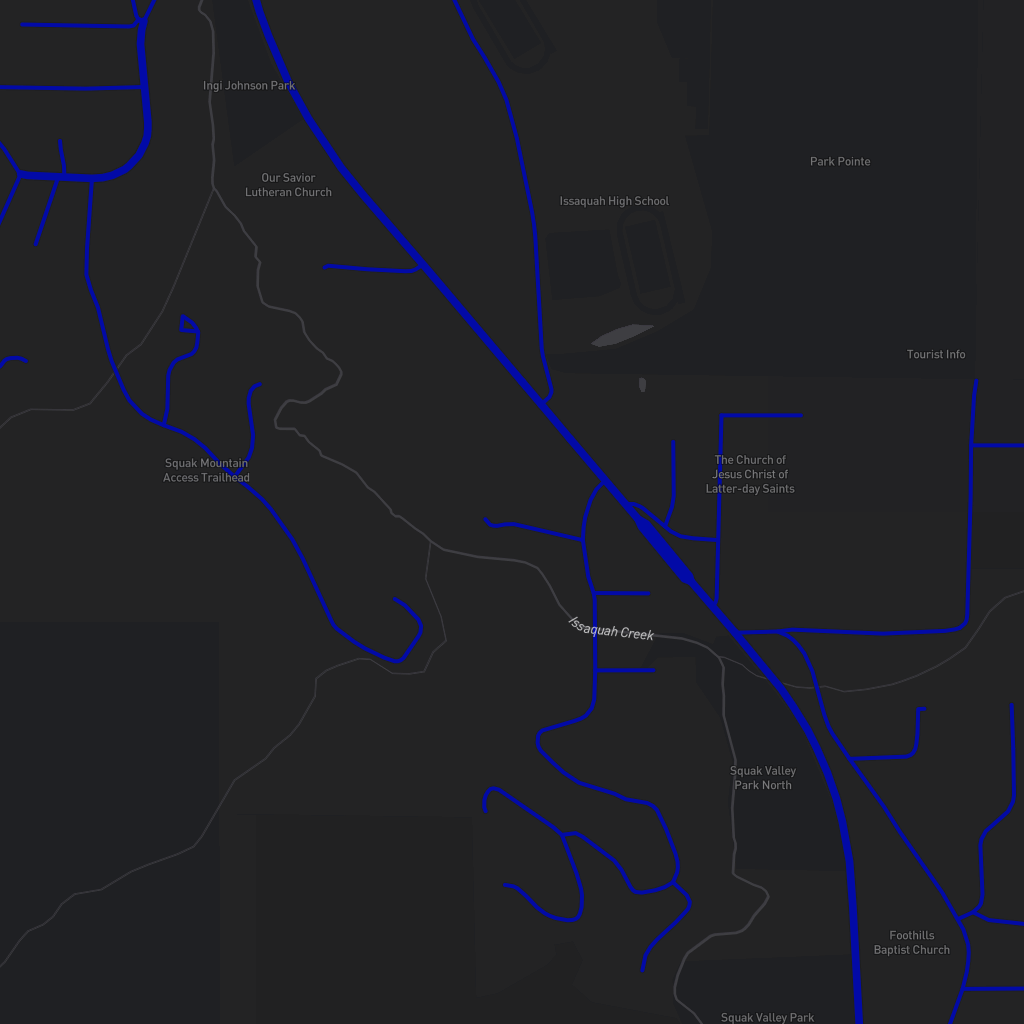 Ingi Johnson Park
Park Pointe
Our Savior
Lutheran Church
Issaquah High School
Tourist Info
Squak Mountain
Access Trailhead
The Church of
Jesus Christ of
Latter-day Saints
Issaquah Creek
Squak Valley
Park North
Foothills
Baptist Church
Squak Valley Park